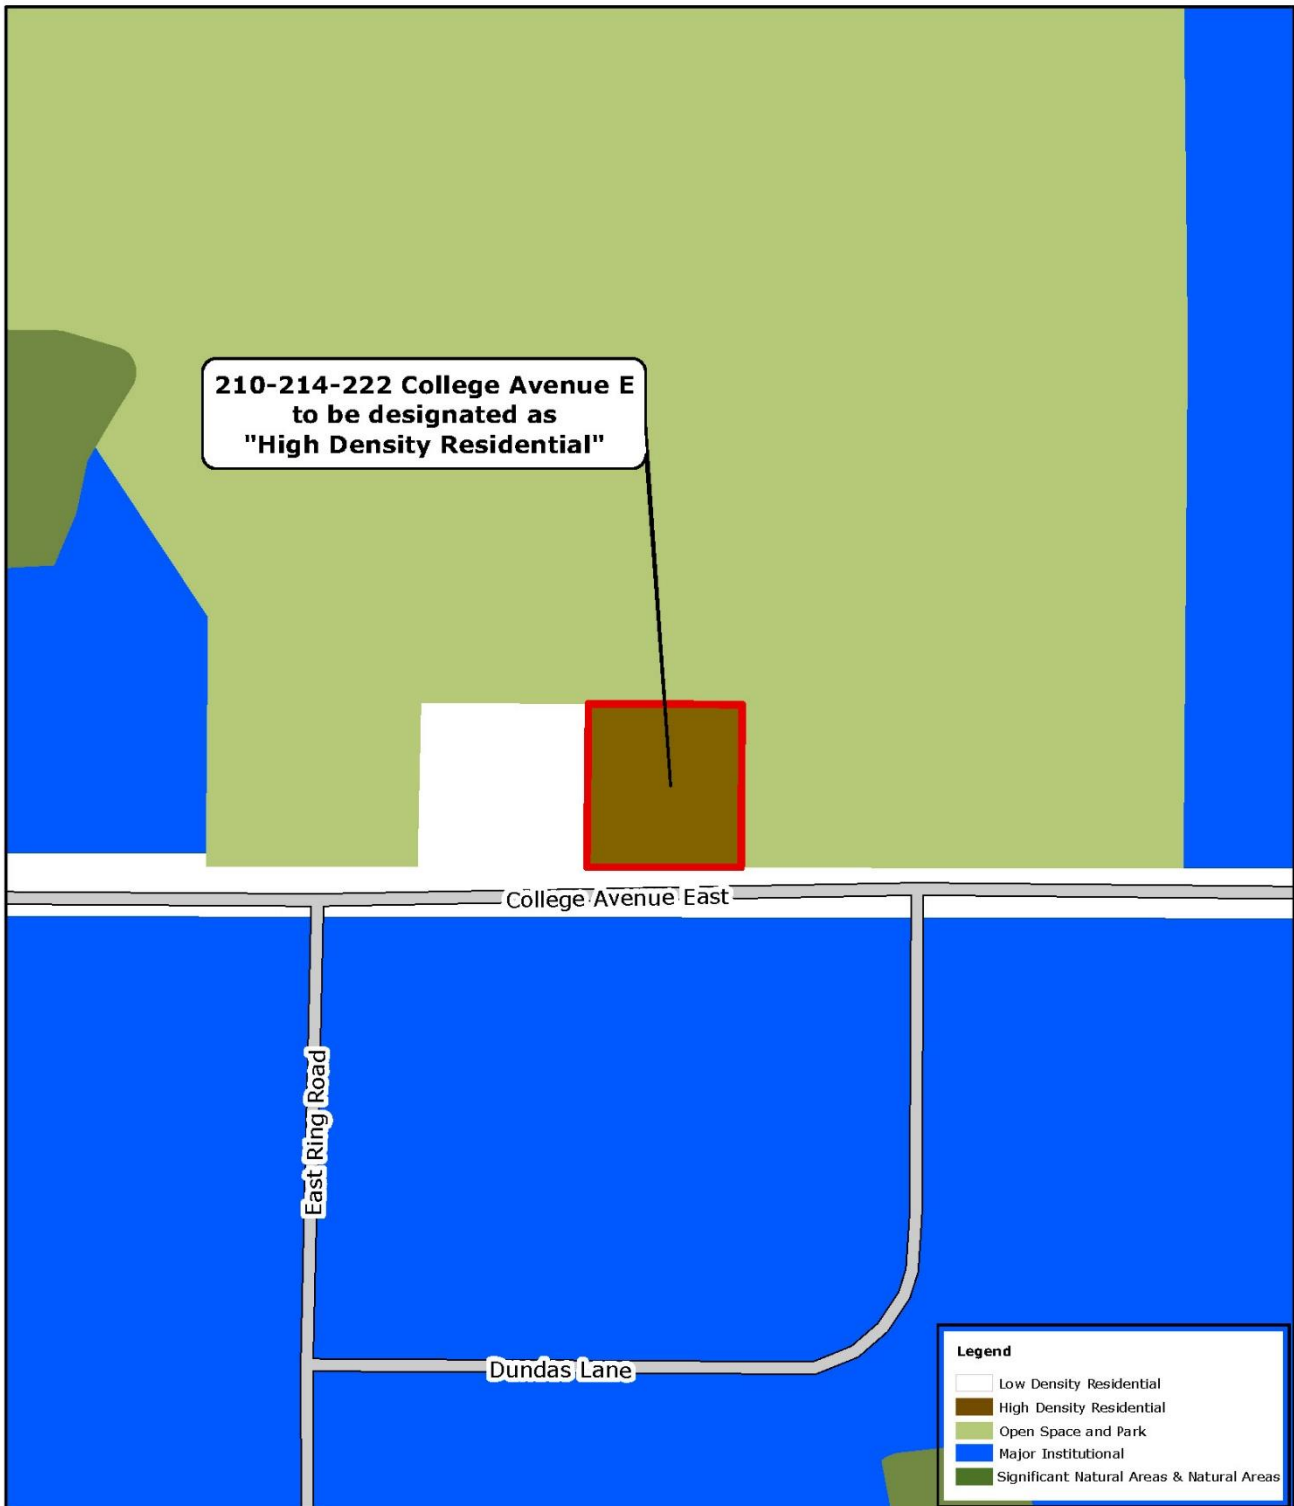 210-214-222 College Avenue E
to be designated as
"High Density Residential"
College Avenue East
East Ring Road
Dundas Lane
Legend
Low Density Residential
High Density Residential
Open Space and Park
Major Institutional
Significant Natural Areas & Natural Areas